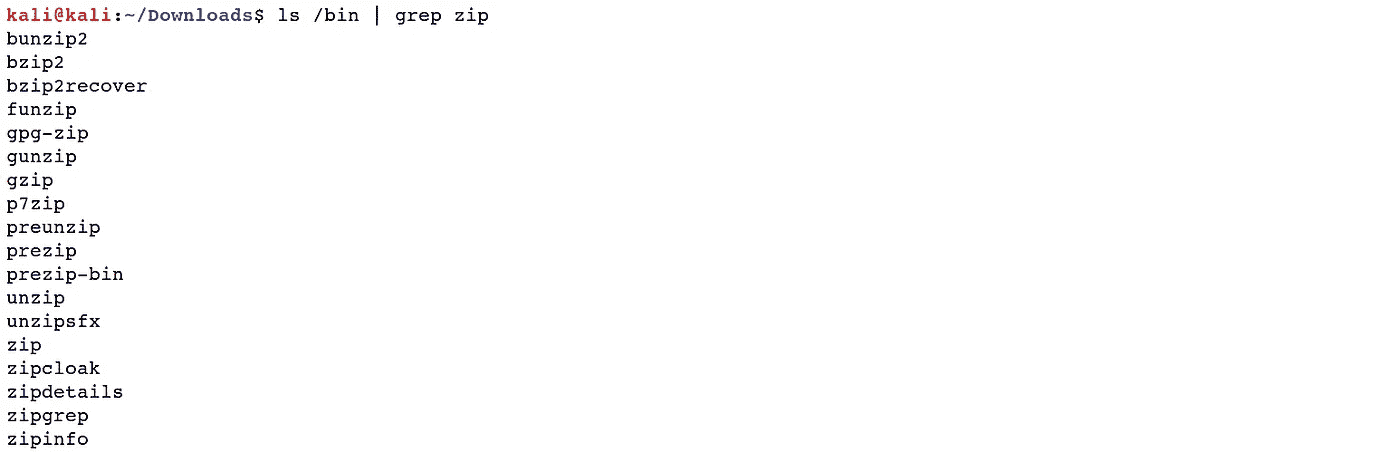 kali@kali:~/Downloads$ ls /bin | grep zip
bunzip2
bzip2
bzip2recover
funzip
gpg-zip
gunzip
gzip
p7zip
preunzip
prezip
prezip-bin
unzip
unzipsfx
zip
zipcloak
zipdetails
zipgrep
zipinfo